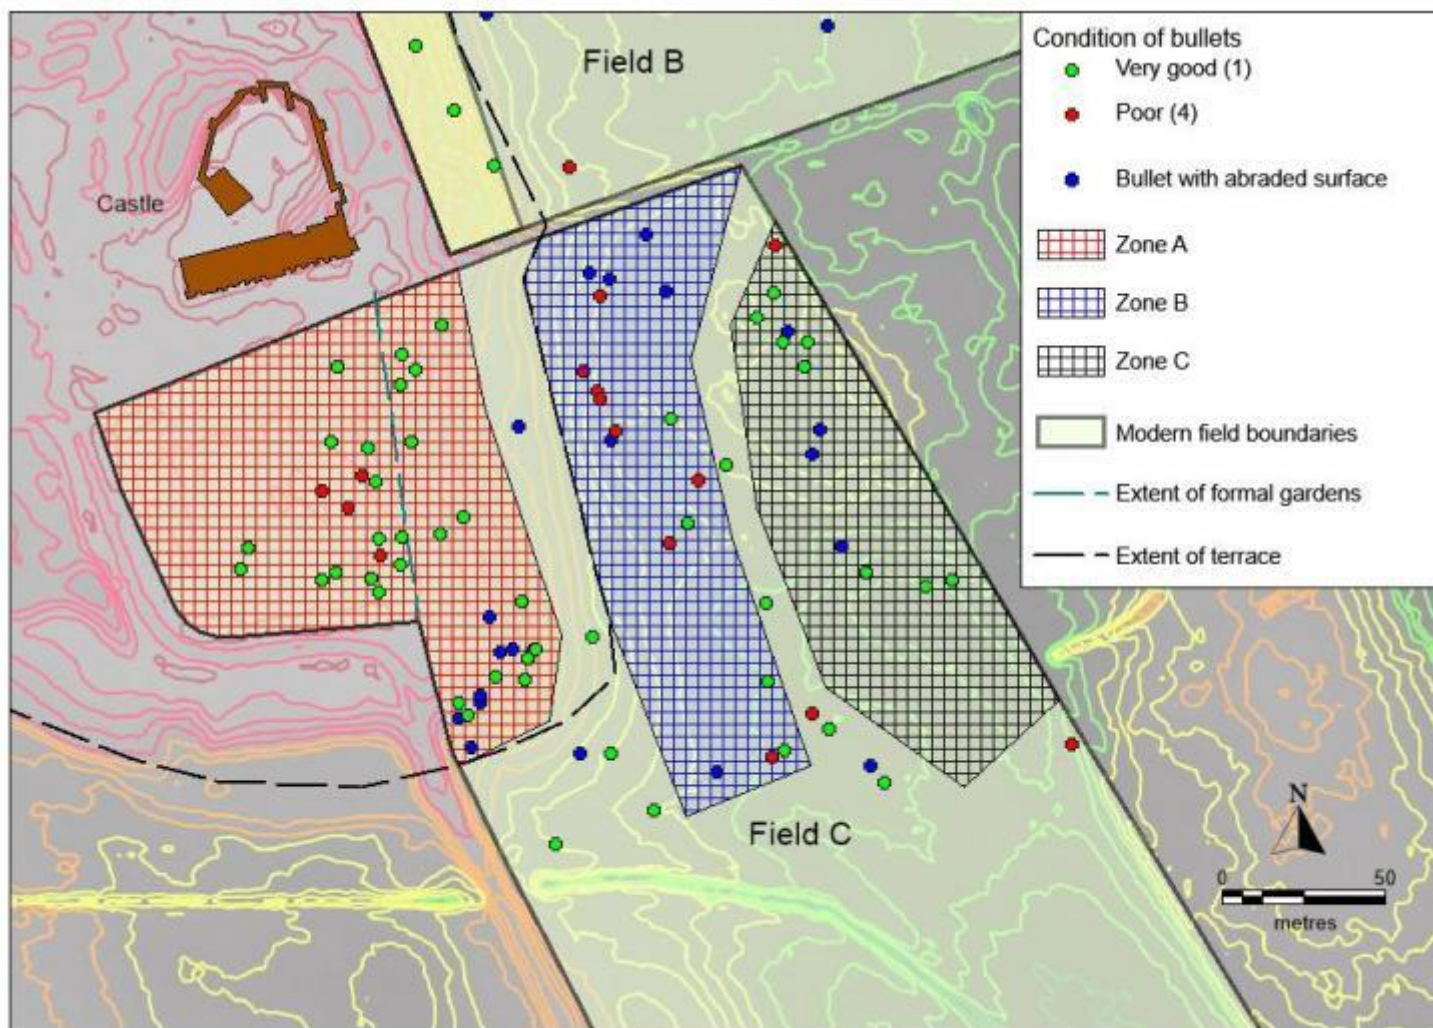 Field B
Castle
Condition of bullets
Very good (1)
Poor (4)
Bullet with abraded surface
Zone A
Zone B
Zone C
Modern field boundaries
Extent of formal gardens
Extent of terrace
Field C
N
0 50
metres